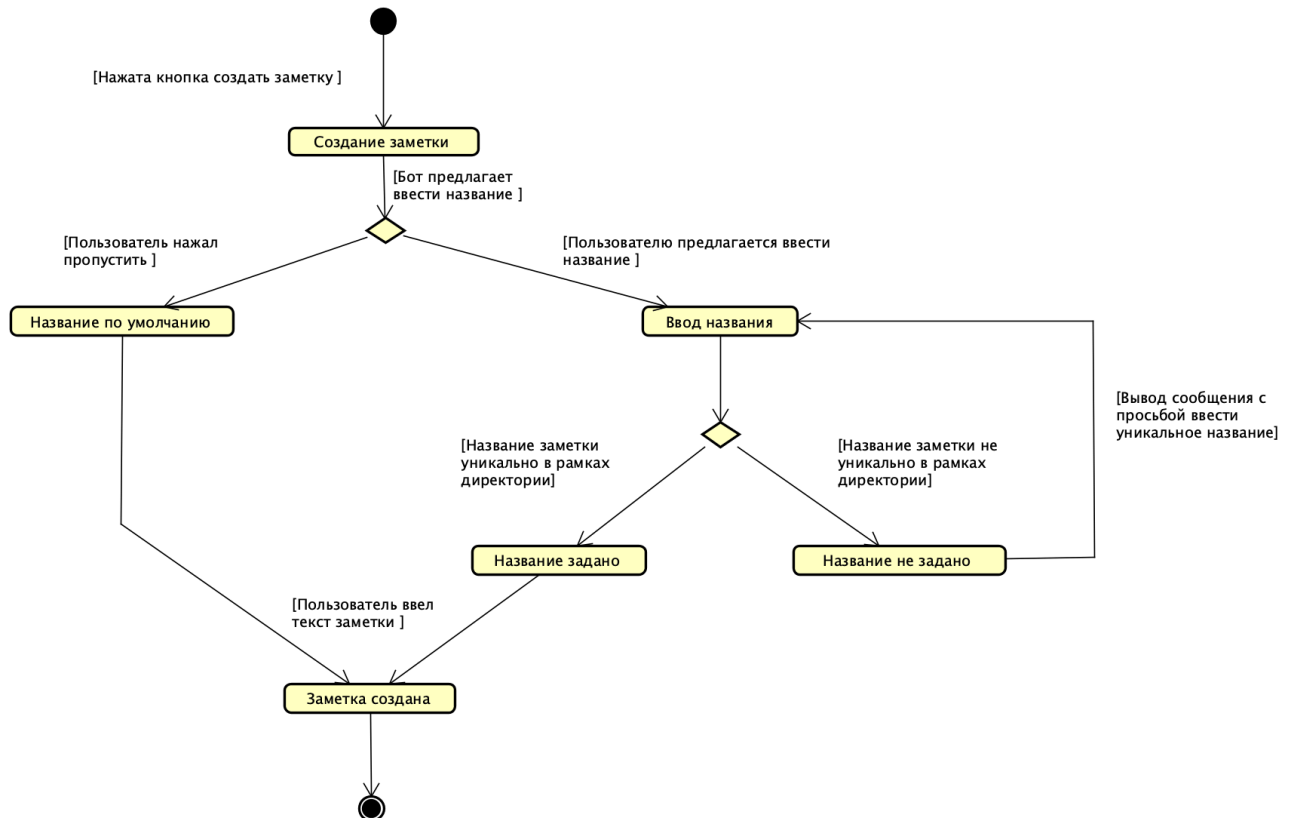 [Нажата кнопка создать заметку ]
Создание заметки
[Бот предлагает
ввести название ]
[Пользователь нажал
пропустить ]
[Пользователю предлагается ввести
название ]
Название по умолчанию
Ввод названия
[Вывод сообщения с
просьбой ввести
уникальное название]
[Название заметки
уникально в рамках
директории]
[Название заметки не
уникально в рамках
директории]
Название задано
Название не задано
[Пользователь ввел
текст заметки ]
Заметка создана